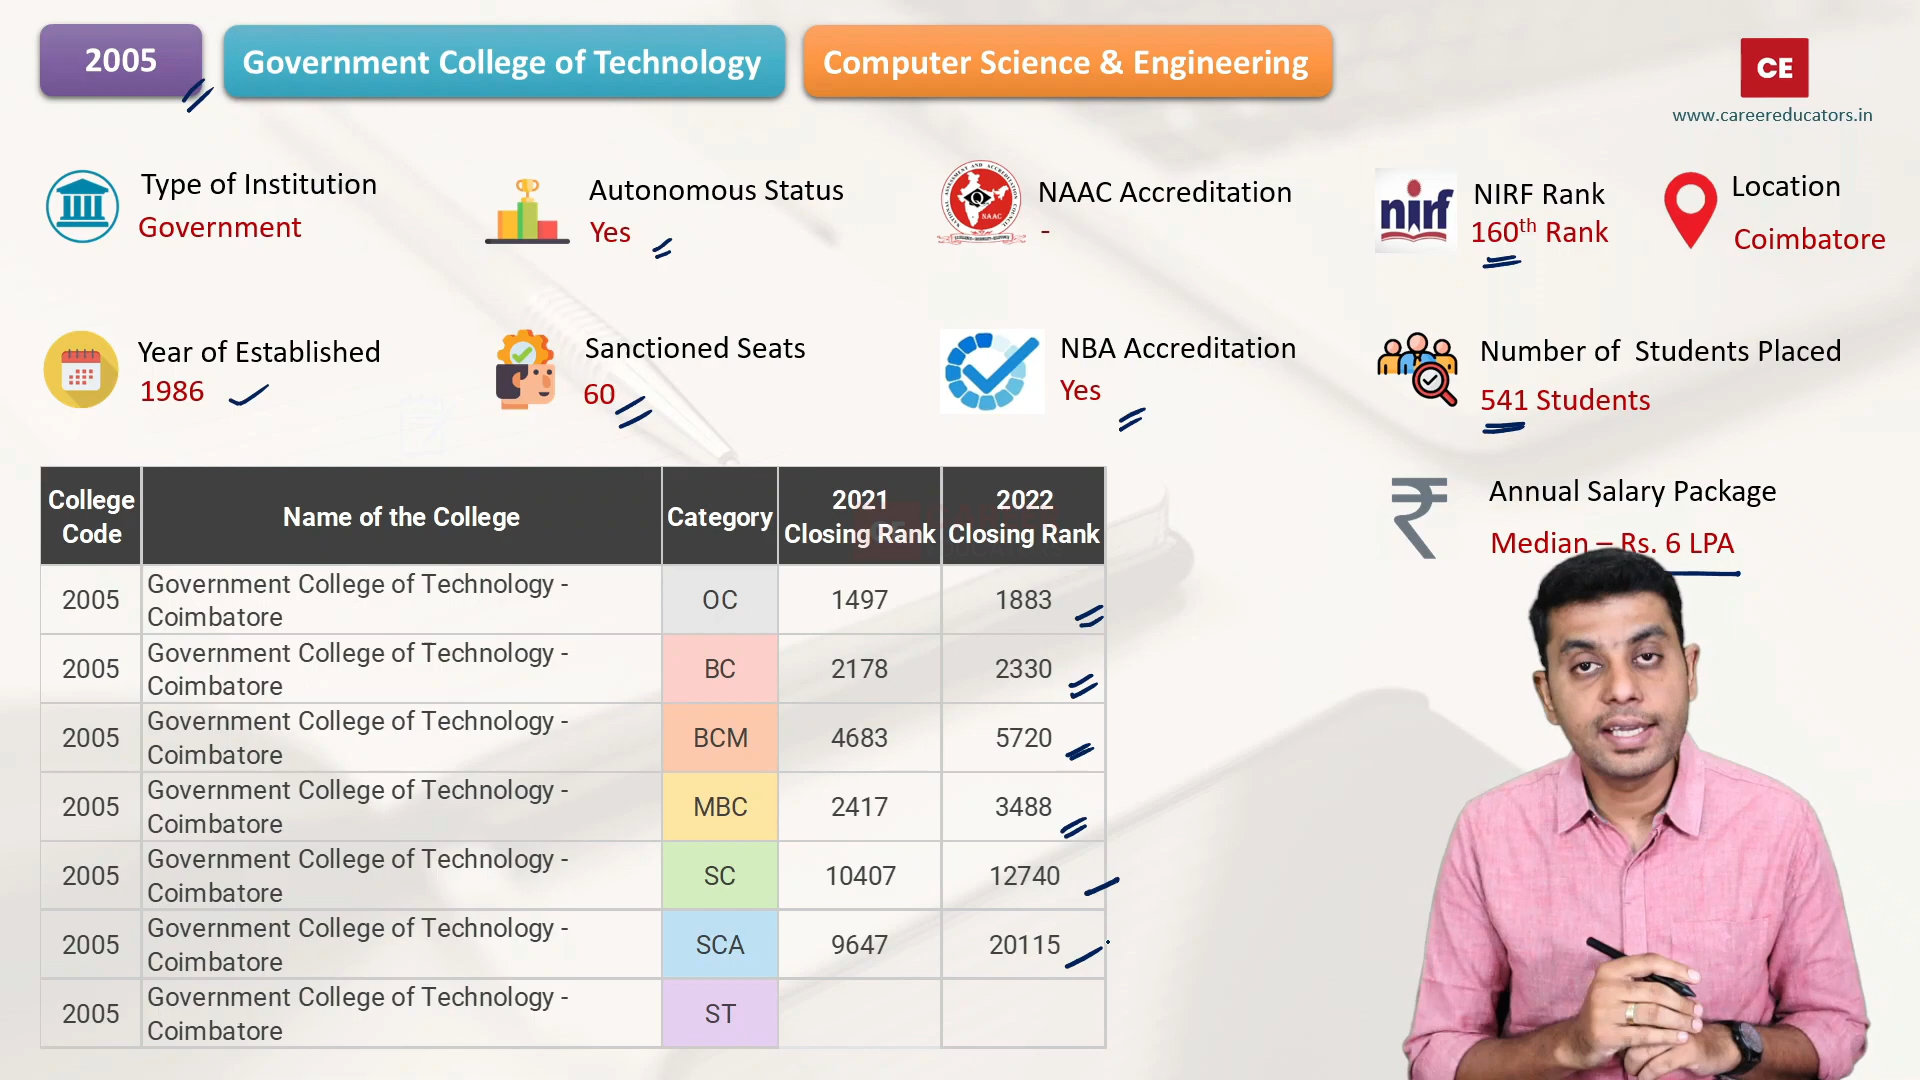 2005
Government College of Technology
Computer Science & Engineering
CE
www.careereducators.in
Type of Institution
Government
Autonomous Status
Yes
NAAC
NAAC Accreditation
-
nirf
NIRF Rank
160th Rank
Location
Coimbatore
Year of Established
1986
Sanctioned Seats
60
NBA Accreditation
Yes
Number of Students Placed
541 Students
Annual Salary Package
Median – Rs. 6 LPA
College Code Name of the College Category 2021 Closing Rank 2022 Closing Rank
2005 Government College of Technology - Coimbatore OC 1497 1883
2005 Government College of Technology - Coimbatore BC 2178 2330
2005 Government College of Technology - Coimbatore BCM 4683 5720
2005 Government College of Technology - Coimbatore MBC 2417 3488
2005 Government College of Technology - Coimbatore SC 10407 12740
2005 Government College of Technology - Coimbatore SCA 9647 20115
2005 Government College of Technology - Coimbatore ST